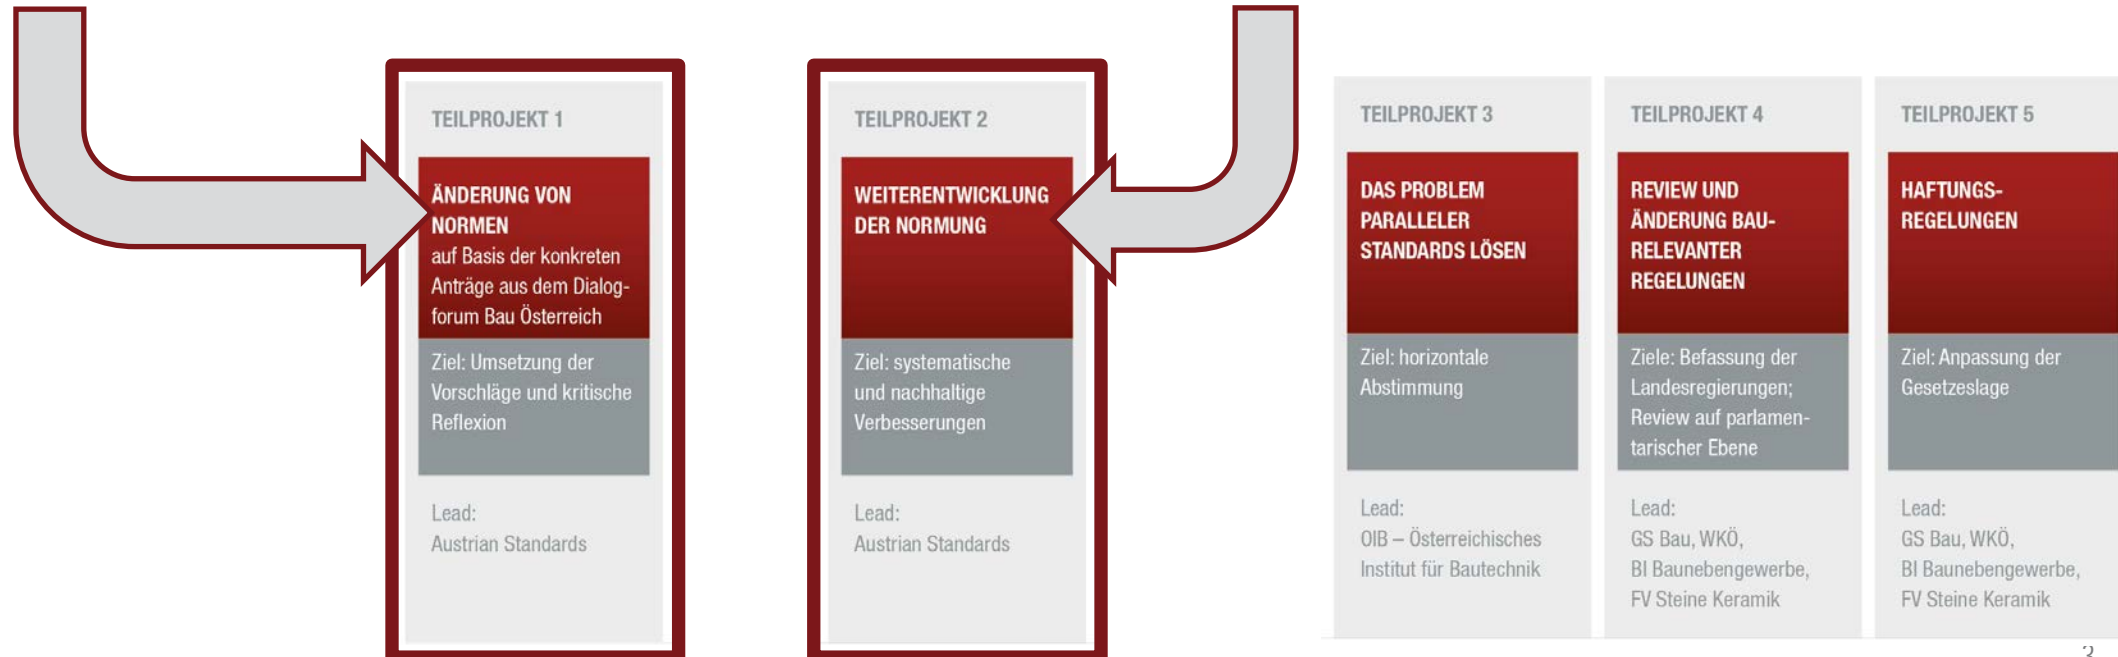 TEILPROJEKT 1
ÄNDERUNG VON
NORMEN
auf Basis der konkreten
Anträge aus dem Dialog-
forum Bau Österreich
Ziel: Umsetzung der
Vorschläge und kritische
Reflexion
Lead:
Austrian Standards
TEILPROJEKT 2
WEITERENTWICKLUNG
DER NORMUNG
Ziel: systematische
und nachhaltige
Verbesserungen
Lead:
Austrian Standards
TEILPROJEKT 3
DAS PROBLEM
PARALLELER
STANDARDS LÖSEN
Ziel: horizontale
Abstimmung
Lead:
OIB – Österreichisches
Institut für Bautechnik
TEILPROJEKT 4
REVIEW UND
ÄNDERUNG BAU-
RELEVANTER
REGELUNGEN
Ziele: Befassung der
Landesregierungen;
Review auf parlamen-
tarischer Ebene
Lead:
GS Bau, WKÖ,
BI Baunebengewerbe,
FV Steine Keramik
TEILPROJEKT 5
HAFTUNGS-
REGELUNGEN
Ziel: Anpassung der
Gesetzeslage
Lead:
GS Bau, WKÖ,
BI Baunebengewerbe,
FV Steine Keramik